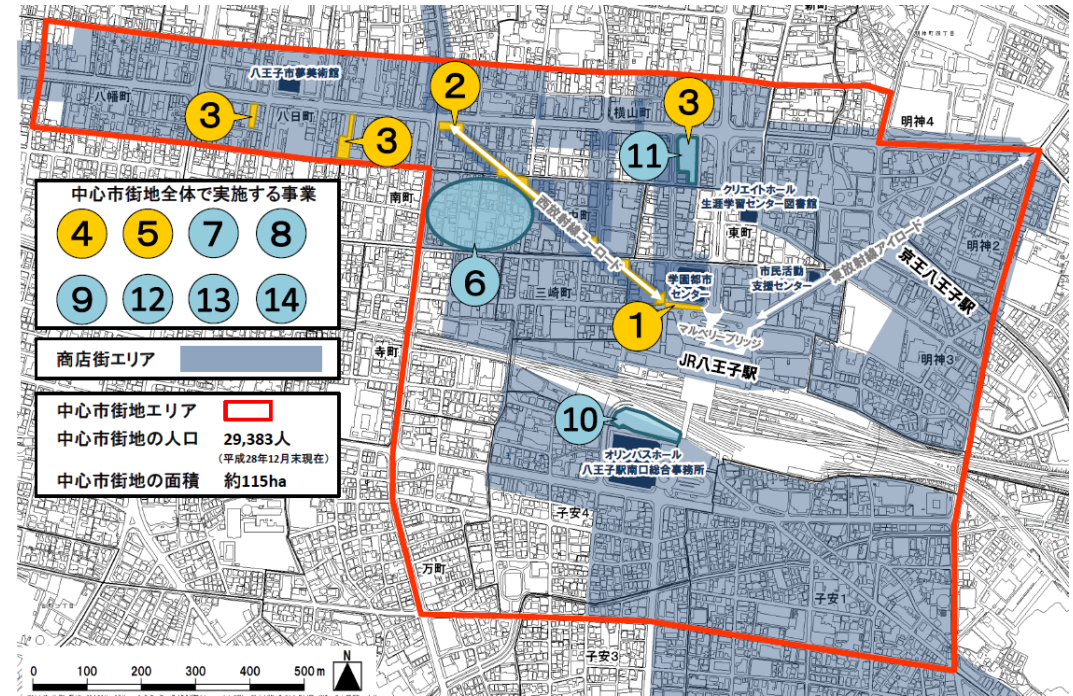 八王子市夢美術館
八幡町
3
八日町
3
2
横山町
3
明神4
11
中心市街地全体で実施する事業
4 5 7 8
9 12 13 14
南町
西放射線ユーロード
クリエイトホール
生涯学習センター図書館
東町
東放射線アイロード
明神2
京王八王子駅
6
三崎町
学園都市
センター
市民活動
支援センター
1
マルベリーブリッジ
JR八王子駅
明神3
商店街エリア
寺町
中心市街地エリア
中心市街地の人口 29,383人
(平成28年12月末現在)
中心市街地の面積 約115ha
10
オリンパスホール
八王子駅南口総合事務所
子安4
万町
子安1
子安3
0 100 200 300 400 500m
N